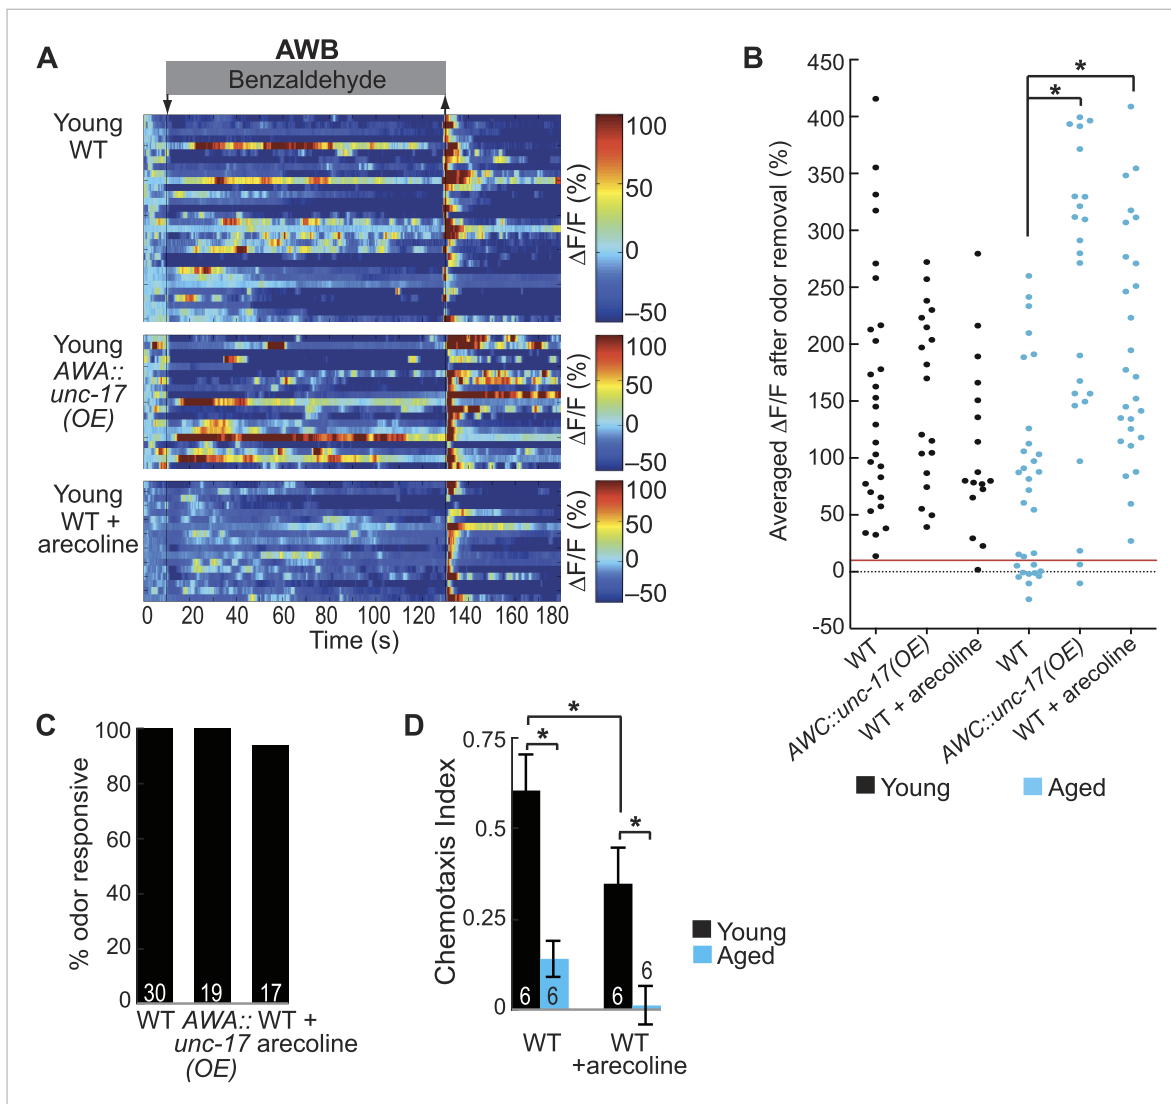 A
AWB
Benzaldehyde
Young
WT
100
50
0
−50
ΔF/F (%)
Young
AWA::
unc-17
(OE)
100
50
0
−50
ΔF/F (%)
Young
WT +
arecoline
100
50
0
−50
ΔF/F (%)
0 20 40 60 80 100 120 140 160 180
Time (s)
B
Averaged ΔF/F after odor removal (%)
450
400
350
300
250
200
150
100
50
0
-50
*
*
WT
AWC::unc-17(OE)
WT + arecoline
WT
AWC::unc-17(OE)
WT + arecoline
Young
Aged
C
% odor responsive
100
80
60
40
20
0
30 19 17
WT AWA:: WT +
unc-17 arecoline
(OE)
D
Chemotaxis Index
0.75
0.5
0.25
0
*
*
*
6 6 6 6
WT WT
+arecoline
Young
Aged